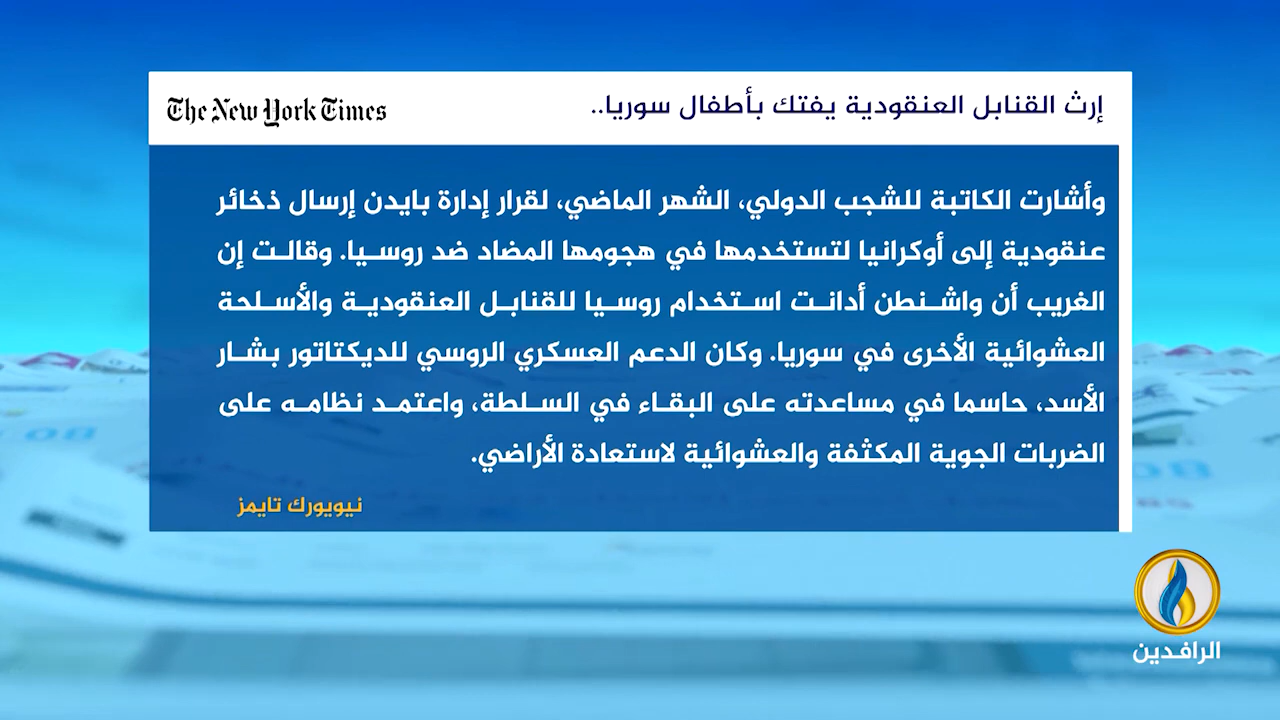 The New York Times
إرث القنابل العنقودية يفتك بأطفال سوريا..
وأشارت الكاتبة للشجب الدولي، الشهر الماضي، لقرار إدارة بايدن إرسال ذخائر
عنقودية إلى أوكرانيا لتستخدمها في هجومها المضاد ضد روسيا. وقالت إن
الغريب أن واشنطن أدانت استخدام روسيا للقنابل العنقودية والأسلحة
العشوائية الأخرى في سوريا. وكان الدعم العسكري الروسي للديكتاتور بشار
الأسد، حاسما في مساعدته على البقاء في السلطة، واعتمد نظامه على
الضربات الجوية المكثفة والعشوائية لاستعادة الأراضي.
نيويورك تايمز
الرافدين